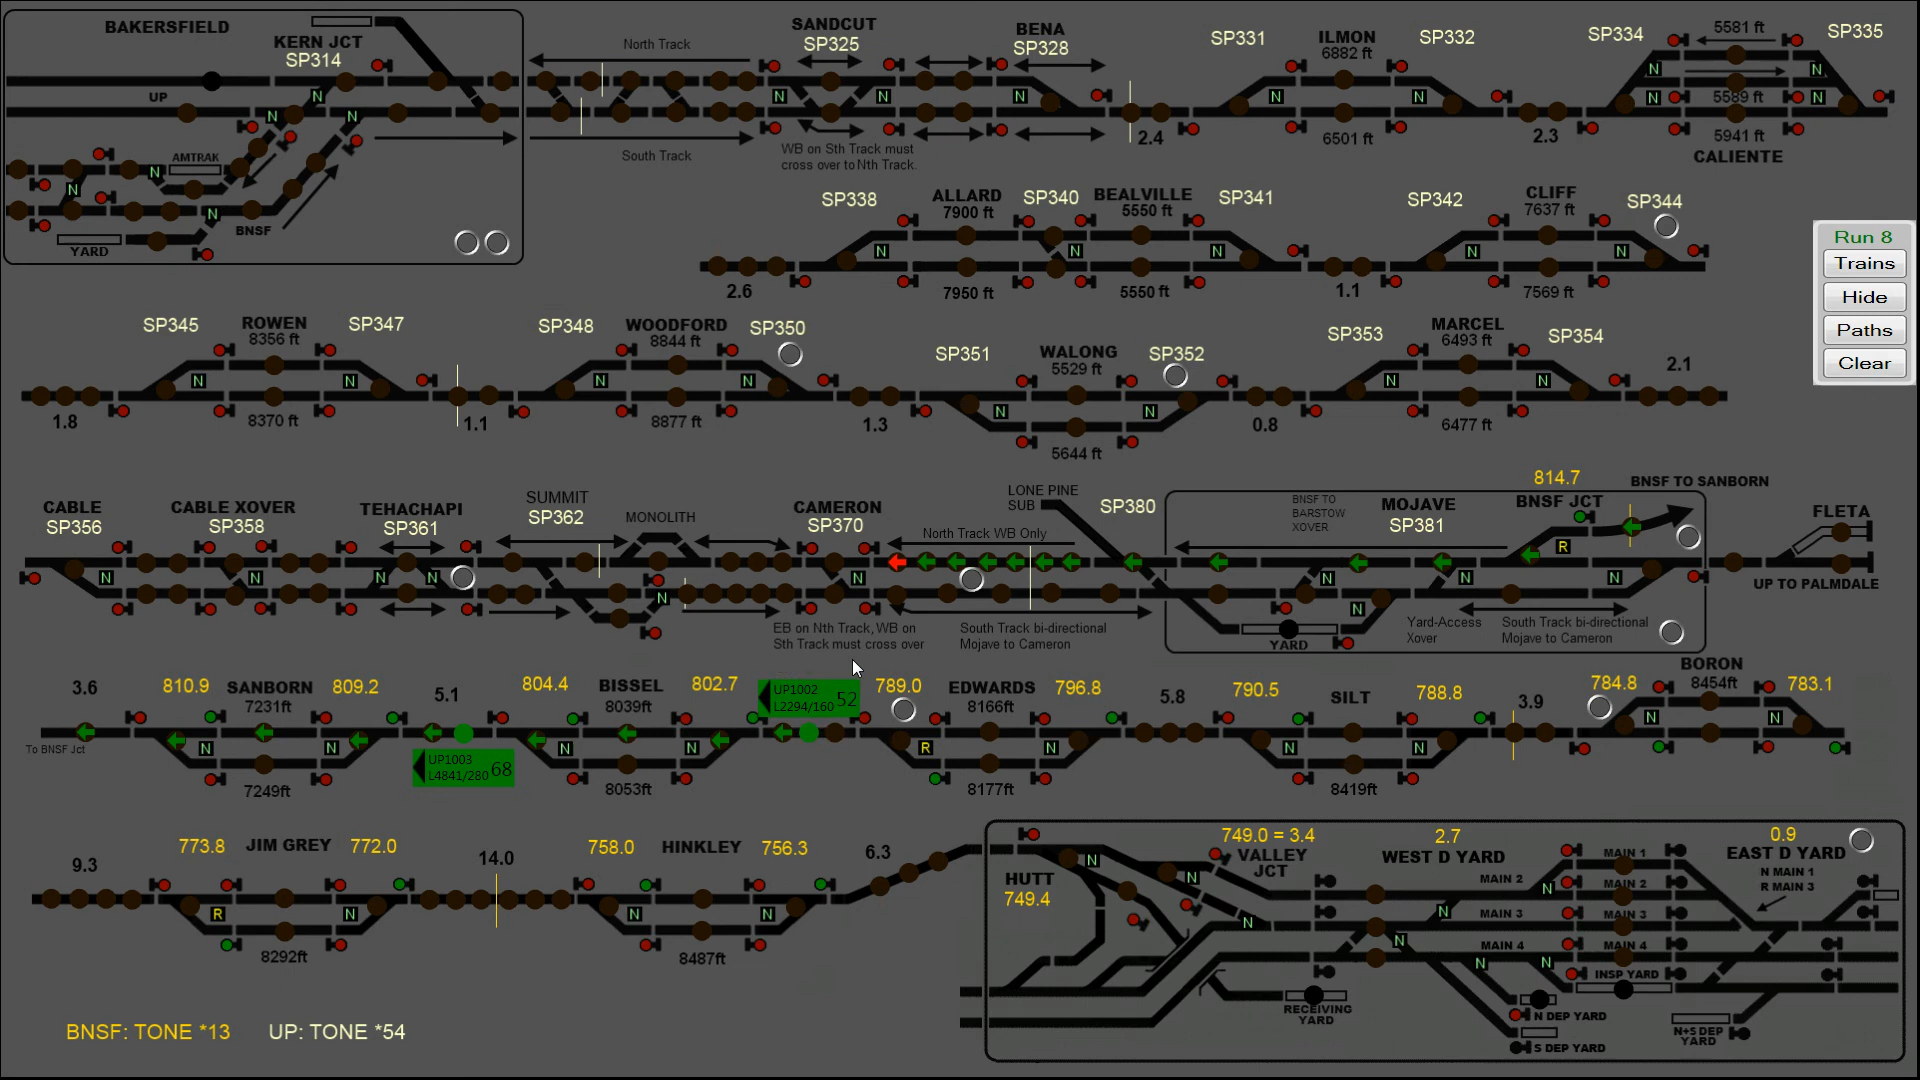 BAKERSFIELD
KERN JCT
SP314
UP
N
N
N
AMTRAK
N
N
N
BNSF
YARD
North Track
South Track
SANDCUT
SP325
N
N
WB on Sth Track must
cross over to Nth Track.
BENA
SP328
N
2.4
SP331
ILMON
6882 ft
SP332
N
N
6501 ft
2.3
SP334
5581 ft
SP335
N
N
N
5589 ft
N
5941 ft
CALIENTE
SP338
ALLARD
7900 ft
SP340
BEALVILLE
5550 ft
SP341
N
N
N
2.6
7950 ft
5550 ft
1.1
SP342
CLIFF
7637 ft
SP344
N
N
7569 ft
Run 8
Trains
Hide
Paths
Clear
SP345
ROWEN
8356 ft
SP347
N
N
1.8
8370 ft
1.1
SP348
WOODFORD
8844 ft
SP350
N
N
8877 ft
1.3
SP351
WALONG
5529 ft
SP352
N
N
5644 ft
0.8
SP353
MARCEL
6493 ft
SP354
N
N
6477 ft
2.1
CABLE
SP356
N
CABLE XOVER
SP358
N
TEHACHAPI
SP361
N
N
SUMMIT
SP362
MONOLITH
N
CAMERON
SP370
N
EB on Nth Track, WB on
Sth Track must cross over
North Track WB Only
South Track bi-directional
Mojave to Cameron
LONE PINE
SUB
SP380
BNSF TO
BARSTOW
XOVER
MOJAVE
SP381
814.7
BNSF JCT
R
BNSF TO SANBORN
N
N
N
N
YARD
Yard-Access
Xover
South Track bi-directional
Mojave to Cameron
FLETA
UP TO PALMDALE
3.6
To BNSF Jct
810.9
SANBORN
7231ft
809.2
N
N
7249ft
5.1
UP1003
L4841/280 68
804.4
BISSEL
8039ft
802.7
N
N
8053ft
UP1002
L2294/160 52
789.0
EDWARDS
8166ft
796.8
R
N
8177ft
5.8
790.5
SILT
788.8
N
N
8419ft
3.9
784.8
BORON
8454ft
783.1
N
N
9.3
773.8
JIM GREY
772.0
R
N
8292ft
14.0
758.0
HINKLEY
756.3
N
N
8487ft
6.3
HUTT
749.4
N
749.0 = 3.4
VALLEY
JCT
N
N
2.7
WEST D YARD
0.9
EAST D YARD
N MAIN 1
R MAIN 3
MAIN 1
MAIN 2
N
MAIN 2
MAIN 3
N
MAIN 3
MAIN 4
N
MAIN 4
N
N
INSP YARD
RECEIVING
YARD
N DEP YARD
S DEP YARD
N+S DEP
YARD
BNSF: TONE *13
UP: TONE *54